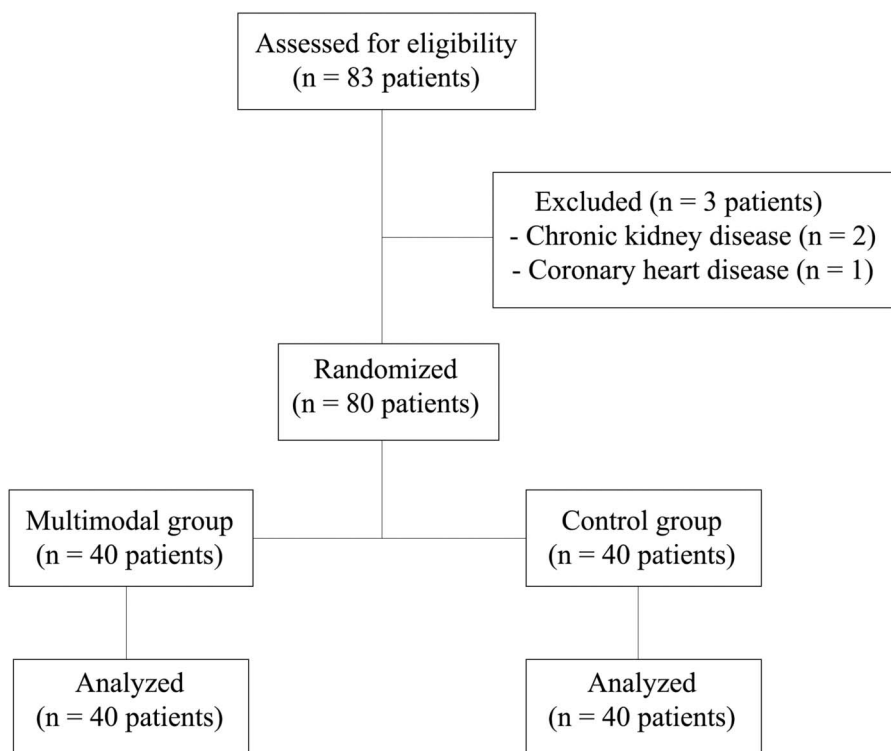 Assessed for eligibility
(n = 83 patients)
Excluded (n = 3 patients)
- Chronic kidney disease (n = 2)
- Coronary heart disease (n = 1)
Randomized
(n = 80 patients)
Multimodal group
(n = 40 patients)
Control group
(n = 40 patients)
Analyzed
(n = 40 patients)
Analyzed
(n = 40 patients)